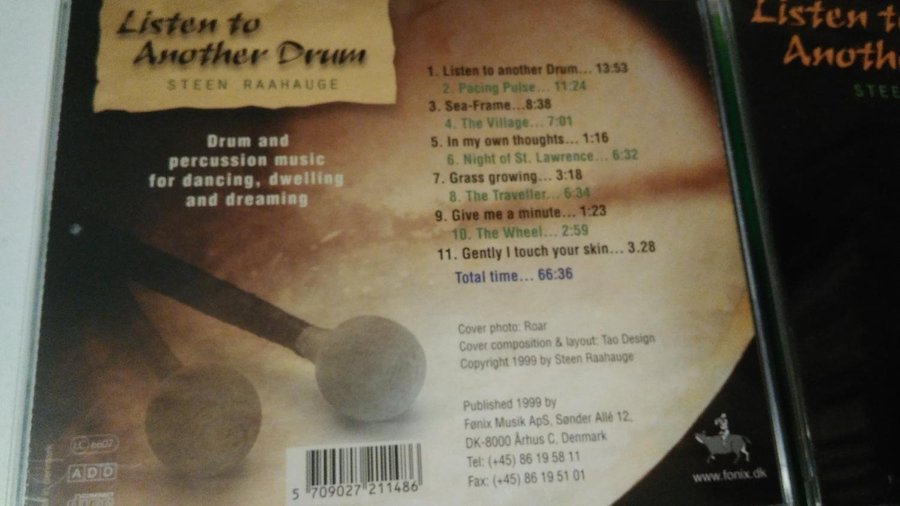 Listen to
Another Drum
STEEN RAAHAUGE
Drum and
percussion music
for dancing, dwelling
and dreaming
1. Listen to another Drum... 13:53
2. Pacing Pulse... 11:24
3. Sea-Frame...8:38
4. The Village... 7:01
5. In my own thoughts... 1:16
6. Night of St. Lawrence... 6:32
7. Grass growing... 3:18
8. The Traveller... 6:34
9. Give me a minute... 1:23
10. The Wheel... 2:59
11. Gently I touch your skin... 3.28
Total time... 66:36
Cover photo: Roar
Cover composition & layout: Tao Design
Copyright 1999 by Steen Raahauge
Published 1999 by
Fønix Musik ApS, Sønder Allé 12,
DK-8000 Århus C, Denmark
Tel: (+45) 86 19 58 11
Fax: (+45) 86 19 51 01
www.fonix.dk
ADD
5 709027 211486
Listen to
Anothe
STEE